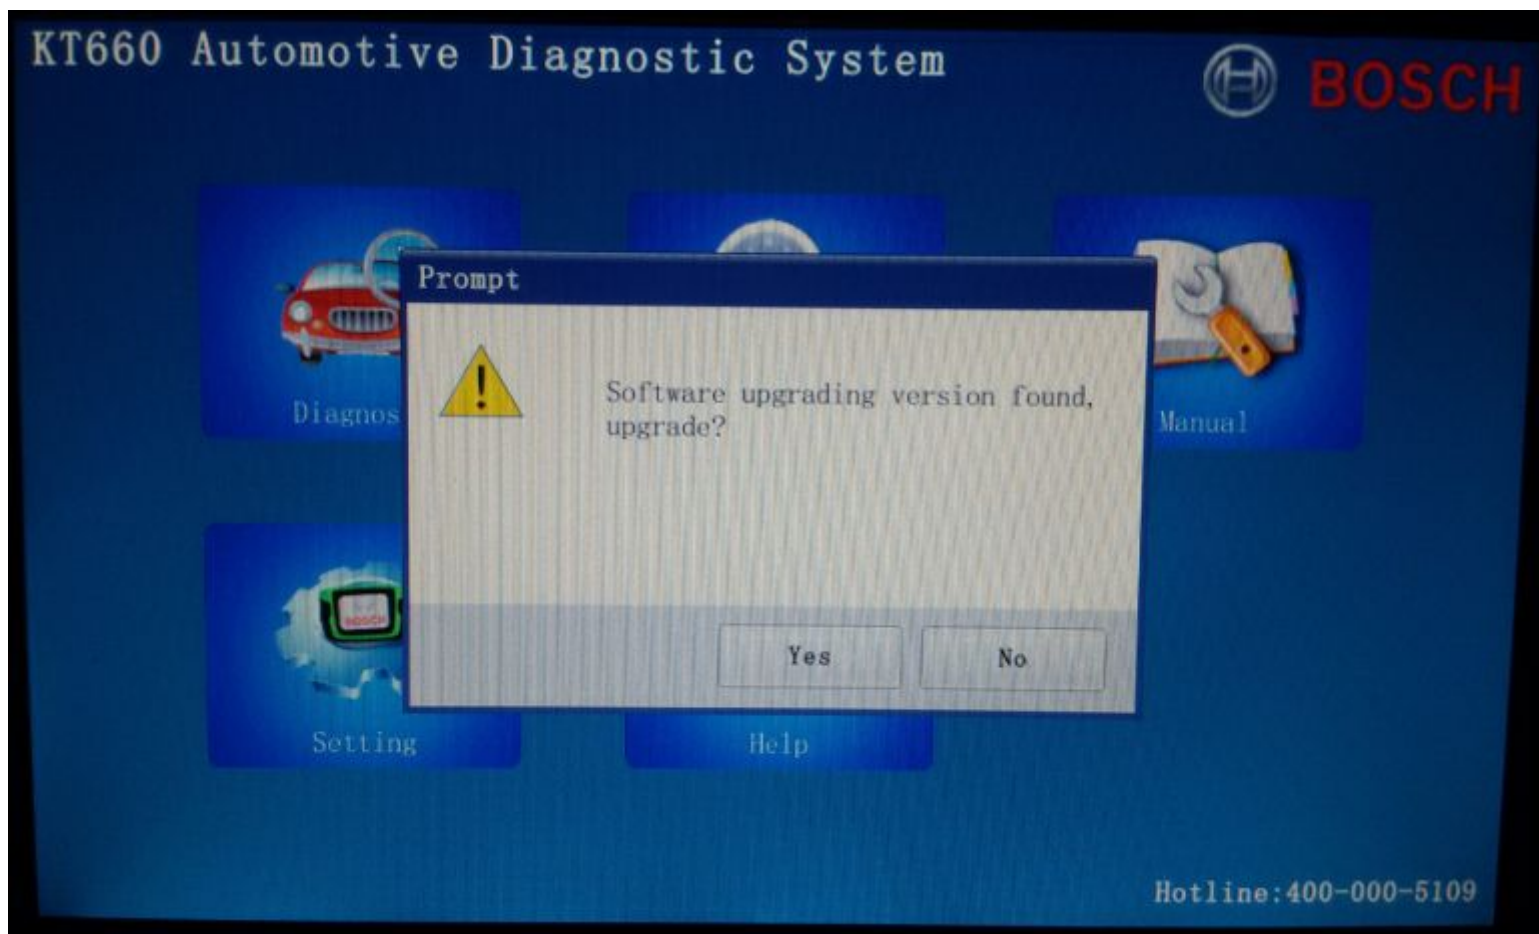 KT660 Automotive Diagnostic System
BOSCH
Prompt
Software upgrading version found,
upgrade?
Diagnos
Manual
BOSCH
Yes
No
Setting
Help
Hotline:400-000-5109